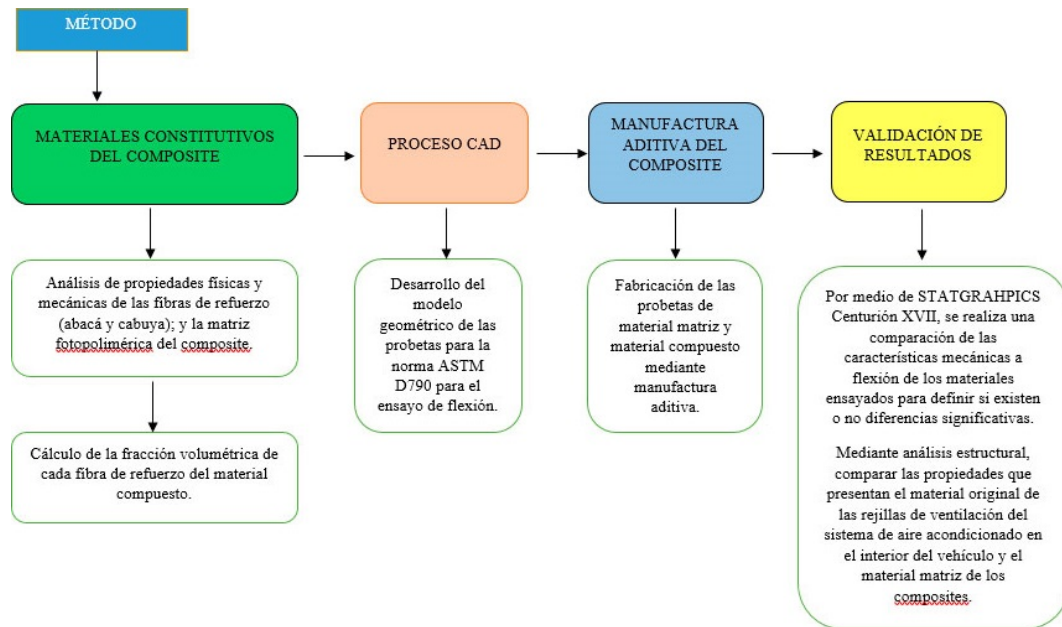 MÉTODO
MATERIALES CONSTITUTIVOS
DEL COMPOSITE
PROCESO CAD
MANUFACTURA
ADITIVA DEL
COMPOSITE
VALIDACIÓN DE
RESULTADOS
Análisis de propiedades físicas y
mecánicas de las fibras de refuerzo
(abacá y cabuya); y la matriz
fotopolimérica del composite.
Cálculo de la fracción volumétrica de
cada fibra de refuerzo del material
compuesto.
Desarrollo del
modelo
geométrico de las
probetas para la
norma ASTM
D790 para el
ensayo de flexión.
Fabricación de las
probetas de
material matriz y
material compuesto
mediante
manufactura
aditiva.
Por medio de STATGRAHPICS
Centurión XVII, se realiza una
comparación de las
características mecánicas a
flexión de los materiales
ensayados para definir si existen
o no diferencias significativas.
Mediante análisis estructural,
comparar las propiedades que
presentan el material original de
las rejillas de ventilación del
sistema de aire acondicionado en
el interior del vehículo y el
material matriz de los
composites.